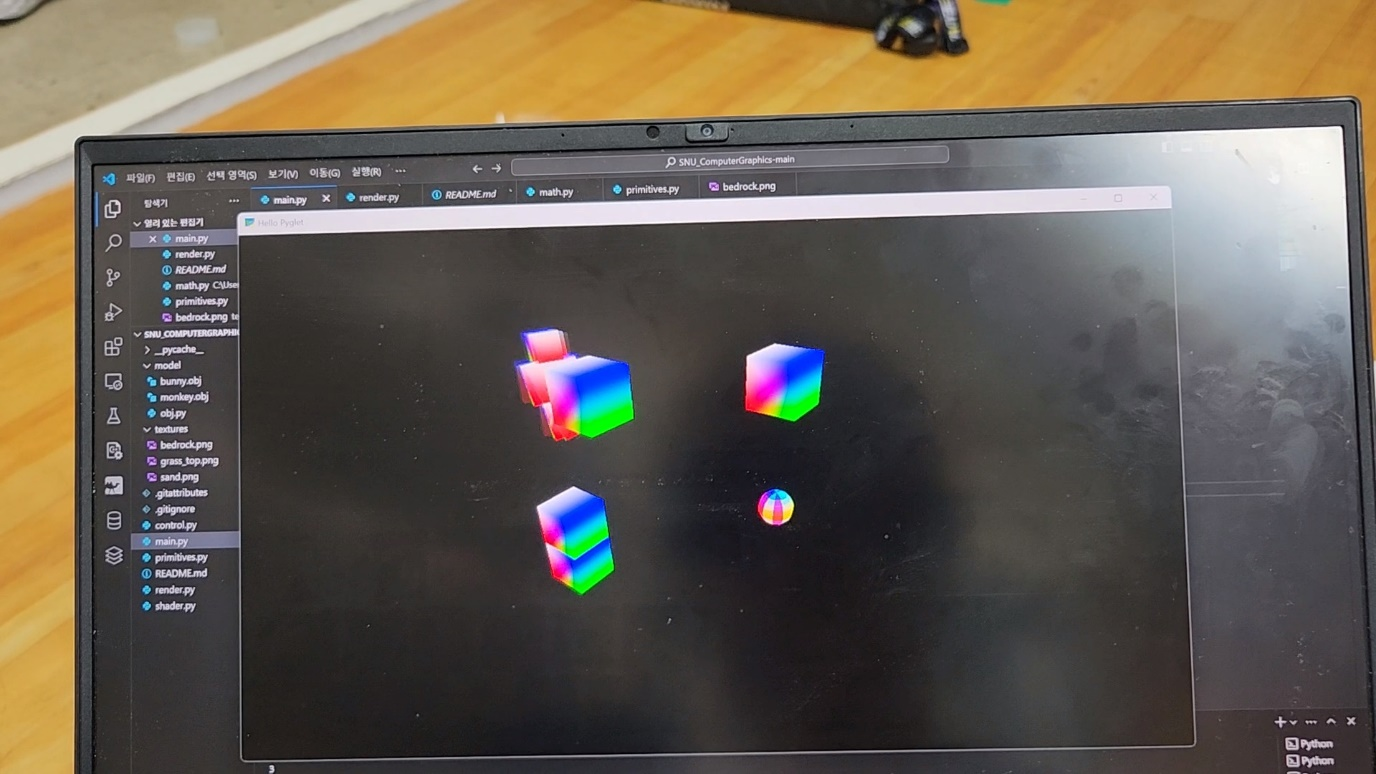 파일(F) 편집(E) 선택 영역(S) 보기(V) 이동(G) 실행(R) ... SNU_ComputerGraphics-main
탐색기 ... main.py render.py README.md math.py primitives.py bedrock.png
열려 있는 편집기
Hello Pyglet
main.py
render.py
README.md
math.py C:\User
primitives.py
bedrock.png te
SNU_COMPUTERGRAPHI
__pycache__
model
bunny.obj
monkey.obj
obj.py
textures
bedrock.png
grass_top.png
sand.png
.gitattributes
.gitignore
control.py
main.py
primitives.py
README.md
render.py
shader.py
Python
Python
3